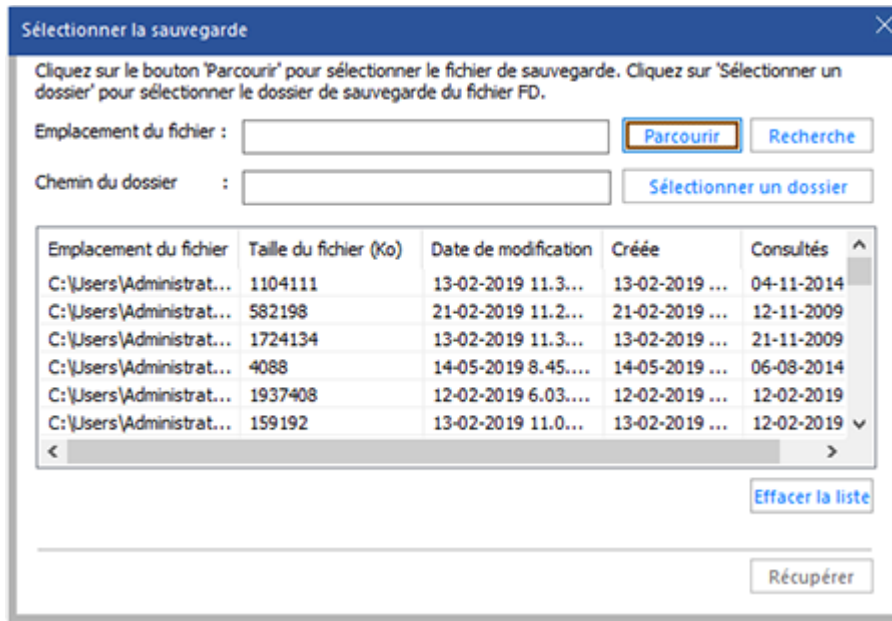 Sélectionner la sauvegarde
Cliquez sur le bouton 'Parcourir' pour sélectionner le fichier de sauvegarde. Cliquez sur 'Sélectionner un
dossier' pour sélectionner le dossier de sauvegarde du fichier FD.
Emplacement du fichier : Parcourir Recherche
Chemin du dossier : Sélectionner un dossier
Emplacement du fichier Taille du fichier (Ko) Date de modification Créée Consultés
C:\Users\Administrat... 1104111 13-02-2019 11.3... 13-02-2019 ... 04-11-2014
C:\Users\Administrat... 582198 21-02-2019 11.2... 21-02-2019 ... 12-11-2009
C:\Users\Administrat... 1724134 13-02-2019 11.3... 13-02-2019 ... 21-11-2009
C:\Users\Administrat... 4088 14-05-2019 8.45.... 14-05-2019 ... 06-08-2014
C:\Users\Administrat... 1937408 12-02-2019 6.03.... 12-02-2019 ... 12-02-2019
C:\Users\Administrat... 159192 13-02-2019 11.0... 13-02-2019 ... 12-02-2019
Effacer la liste
Récupérer